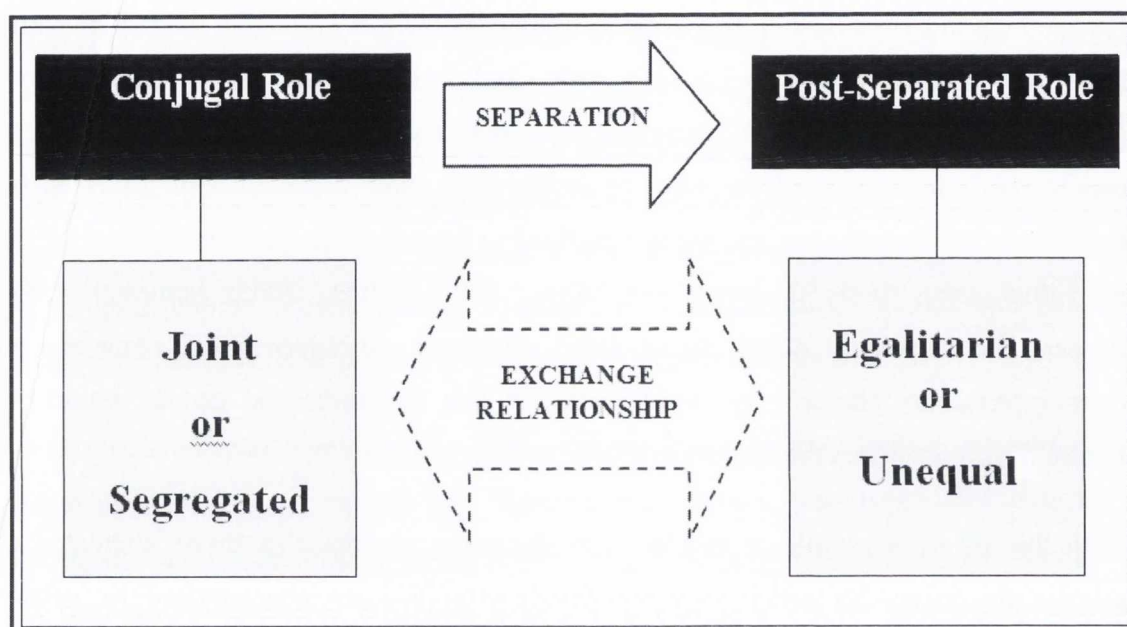 Conjugal Role
SEPARATION
Post-Separated Role
Joint
or
Segregated
EXCHANGE
RELATIONSHIP
Egalitarian
or
Unequal